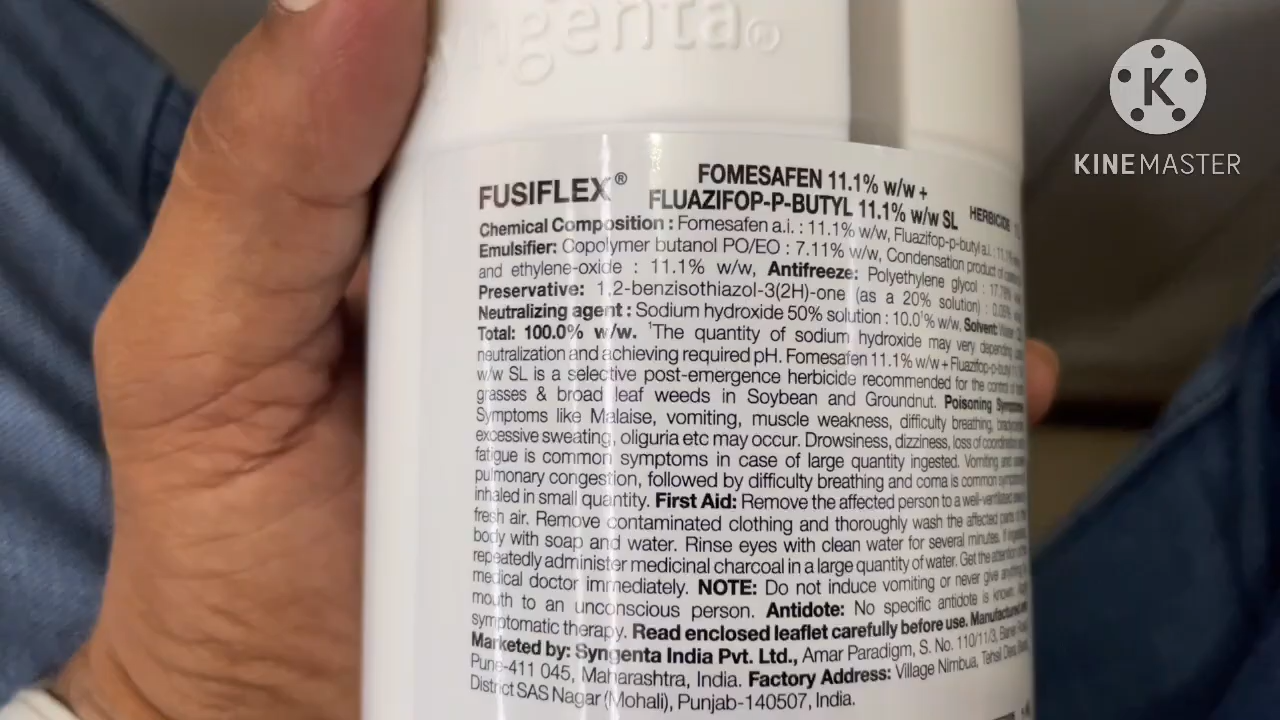 ngenta®
K
KINEMASTER
FUSIFLEX® FOMESAFEN 11.1% w/w +
FLUAZIFOP-P-BUTYL 11.1% w/w SL HERBICIDE
Chemical Composition : Fomesafen a.i. : 11.1% w/w, Fluazifop-p-butyl a.i. :
Emulsifier: Copolymer butanol PO/EO : 7.11% w/w, Condensation product of
and ethylene-oxide : 11.1% w/w, Antifreeze: Polyethylene glycol :
Preservative: 1,2-benzisothiazol-3(2H)-one (as a 20% solution) :
Neutralizing agent : Sodium hydroxide 50% solution : 10.0¹% w/w, Solvent:
Total: 100.0% w/w. ¹The quantity of sodium hydroxide may vary depending
neutralization and achieving required pH. Fomesafen 11.1% w/w + Fluazifop-p-butyl
w/w SL is a selective post-emergence herbicide recommended for the control of
grasses & broad leaf weeds in Soybean and Groundnut. Poisoning Symptoms
Symptoms like Malaise, vomiting, muscle weakness, difficulty breathing,
excessive sweating, oliguria etc may occur. Drowsiness, dizziness, loss of coordination
fatigue is common symptoms in case of large quantity ingested. Vomiting and
pulmonary congestion, followed by difficulty breathing and coma is common
inhaled in small quantity. First Aid: Remove the affected person to a well-ventilated
fresh air. Remove contaminated clothing and thoroughly wash the affected parts
body with soap and water. Rinse eyes with clean water for several minutes. If
repeatedly administer medicinal charcoal in a large quantity of water. Get the
medical doctor immediately. NOTE: Do not induce vomiting or never give anything
mouth to an unconscious person. Antidote: No specific antidote is known.
symptomatic therapy. Read enclosed leaflet carefully before use. Manufactured
Marketed by: Syngenta India Pvt. Ltd., Amar Paradigm, S. No. 110/11/3,
Pune-411 045, Maharashtra, India. Factory Address: Village Nimbua, Tehsil
District SAS Nagar (Mohali), Punjab-140507, India.